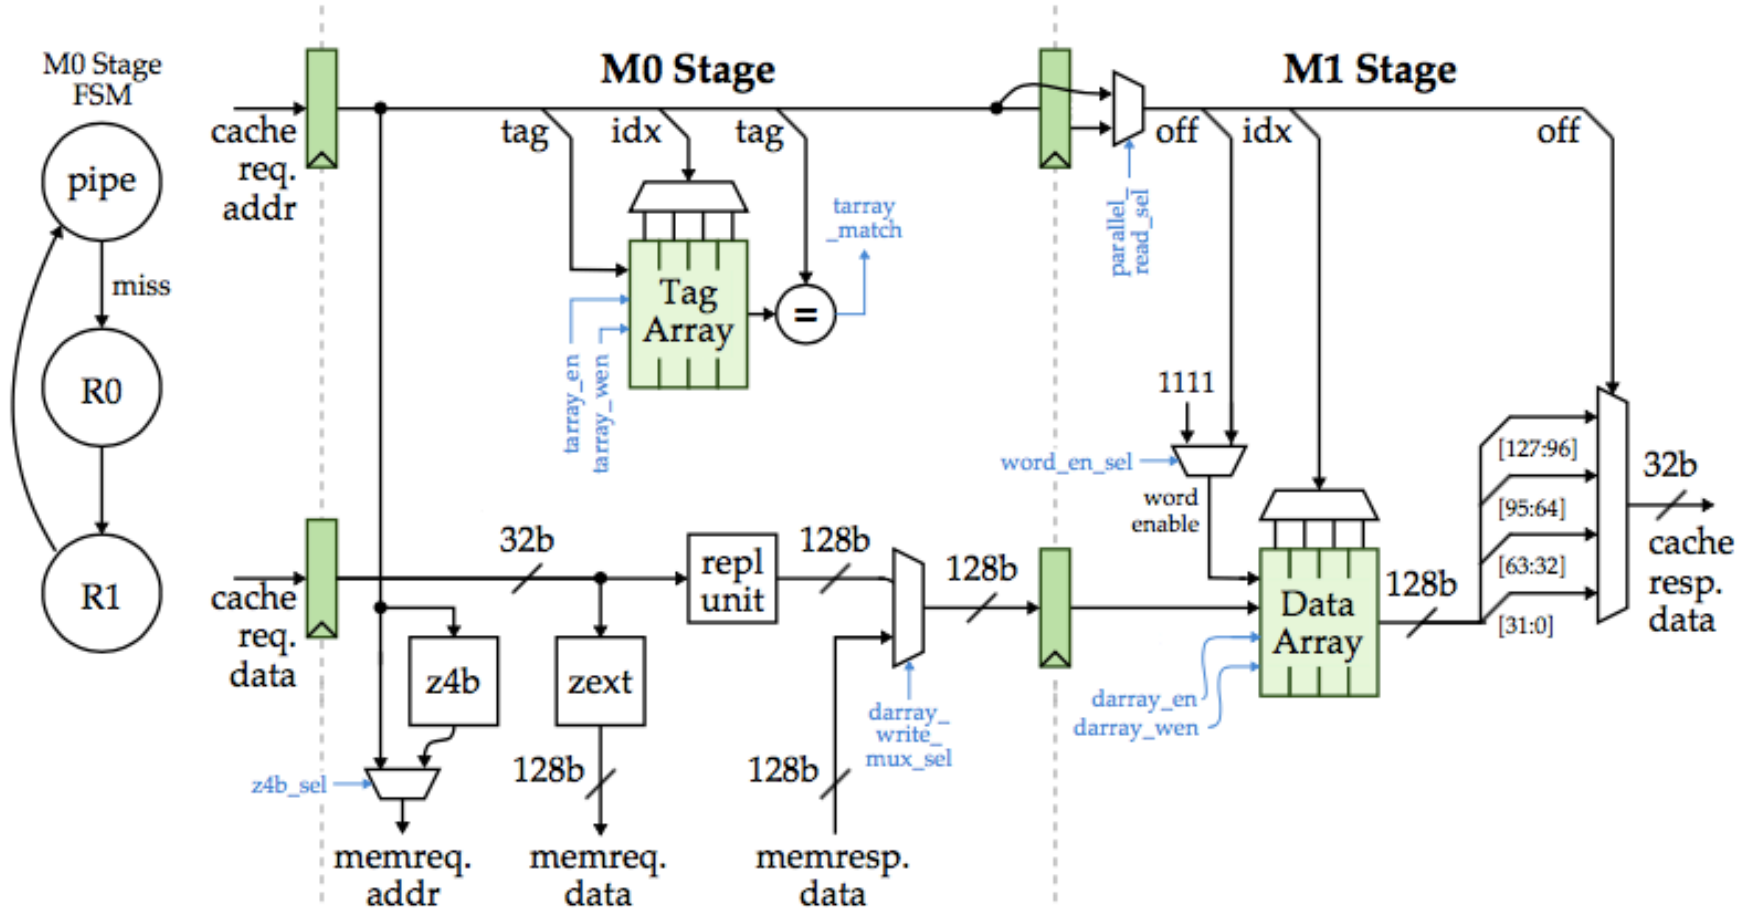 M0 Stage
FSM
pipe
miss
R0
R1
M0 Stage
M1 Stage
cache
req.
addr
tag
idx
tag
tarray
_match
Tag
Array
=
tarray_en
tarray_wen
parallel_
read_sel
off
idx
off
1111
word_en_sel
word
enable
[127:96]
[95:64]
[63:32]
[31:0]
32b
cache
resp.
data
128b
Data
Array
darray_en
darray_wen
cache
req.
data
32b
repl
unit
128b
128b
z4b
zext
z4b_sel
128b
128b
darray_
write_
mux_sel
memreq.
addr
memreq.
data
memresp.
data